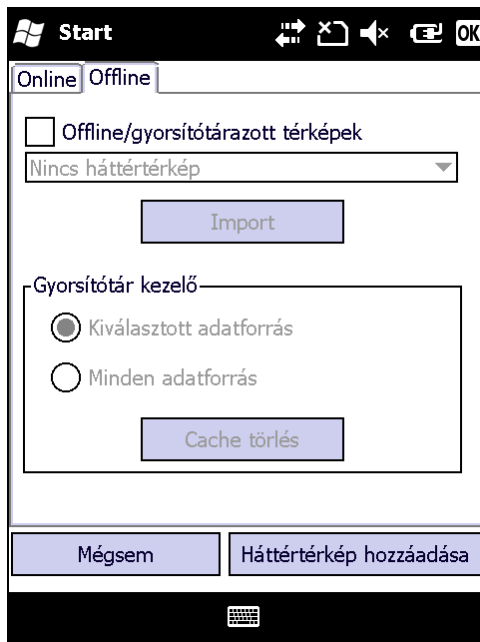 Start
OK
Online Offline
Offline/gyorsítótárazott térképek
Nincs háttértérkép
Import
Gyorsítótár kezelő
Kiválasztott adatforrás
Minden adatforrás
Cache törlés
Mégsem Háttértérkép hozzáadása